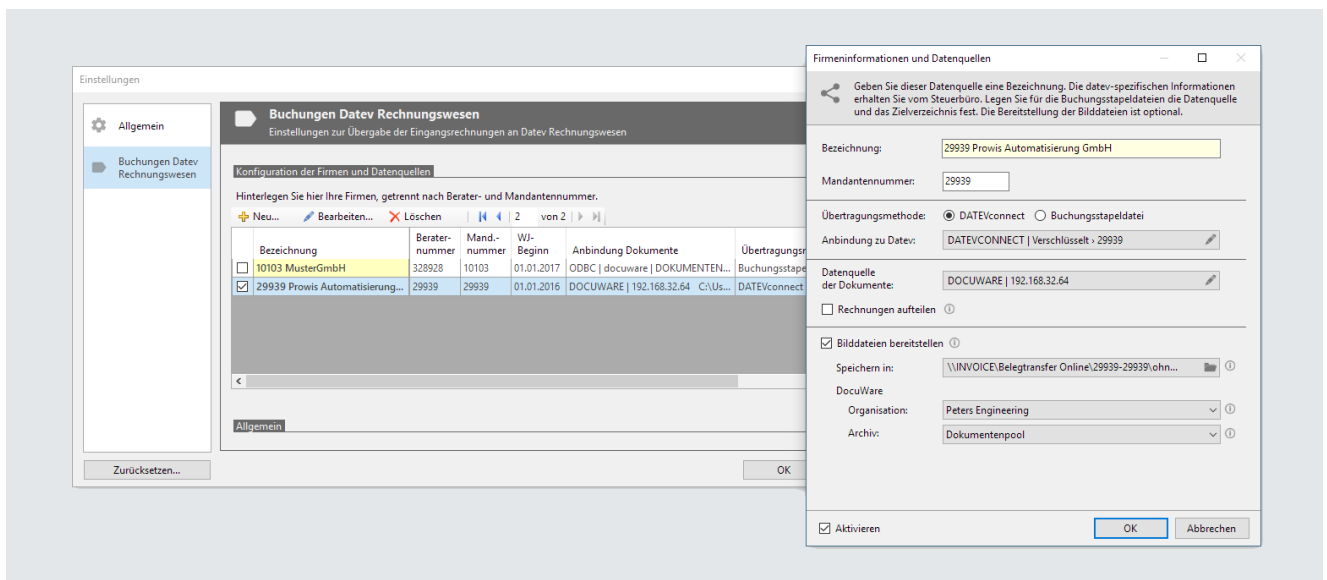 Einstellungen
Allgemein
Buchungen Datev
Rechnungswesen
Buchungen Datev Rechnungswesen
Einstellungen zur Übergabe der Eingangsrechnungen an Datev Rechnungswesen
Konfiguration der Firmen und Datenquellen
Hinterlegen Sie hier Ihre Firmen, getrennt nach Berater- und Mandantennummer.
Neu... Bearbeiten... Löschen 2 von 2
Bezeichnung Berater-nummer Mand.-nummer WJ-Beginn Anbindung Dokumente Übertragungsr
10103 MusterGmbH 328928 10103 01.01.2017 ODBC | docuware | DOKUMENTEN... Buchungsstape
29939 Prowis Automatisierung... 29939 29939 01.01.2016 DOCUWARE | 192.168.32.64 C:\Us... DATEVconnect
Allgemein
Zurücksetzen...
OK
Firmeninformationen und Datenquellen
Geben Sie dieser Datenquelle eine Bezeichnung. Die datev-spezifischen Informationen
erhalten Sie vom Steuerbüro. Legen Sie für die Buchungsstapeldateien die Datenquelle
und das Zielverzeichnis fest. Die Bereitstellung der Bilddateien ist optional.
Bezeichnung: 29939 Prowis Automatisierung GmbH
Mandantennummer: 29939
Übertragungsmethode: DATEVconnect Buchungsstapeldatei
Anbindung zu Datev: DATEVCONNECT | Verschlüsselt › 29939
Datenquelle
der Dokumente: DOCUWARE | 192.168.32.64
Rechnungen aufteilen
Bilddateien bereitstellen
Speichern in: \\INVOICE\Belegtransfer Online\29939-29939\ohn...
DocuWare
Organisation: Peters Engineering
Archiv: Dokumentenpool
Aktivieren OK Abbrechen